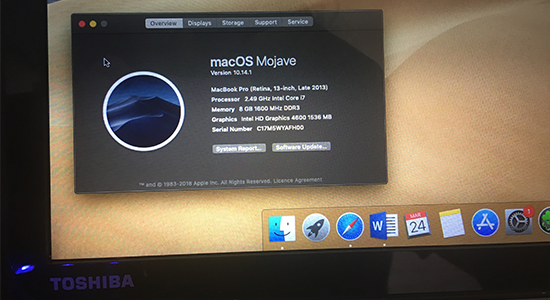 Overview Displays Storage Support Service
macOS Mojave
Version 10.14.1
MacBook Pro (Retina, 13-inch, Late 2013)
Processor 2.49 GHz Intel Core i7
Memory 8 GB 1600 MHz DDR3
Graphics Intel HD Graphics 4600 1536 MB
Serial Number C17M5WYAFH00
System Report... Software Update...
™ and © 1983-2018 Apple Inc. All Rights Reserved. Licence Agreement
W
MAR
24
1
TOSHIBA